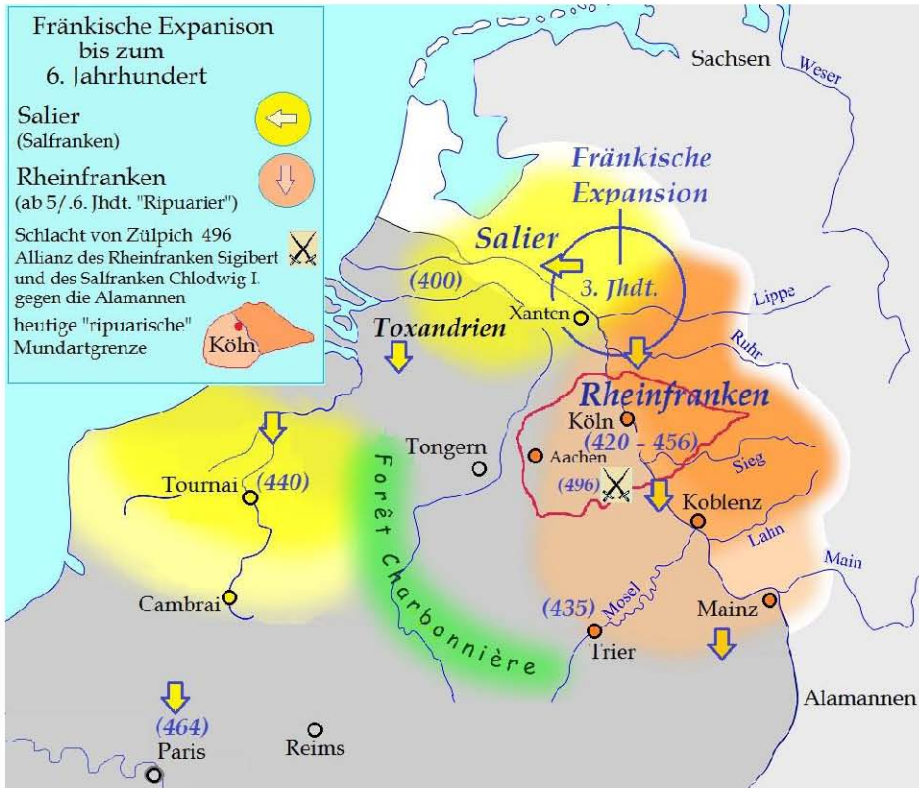 Fränkische Expanison
bis zum
6. Jahrhundert
Salier
(Salfranken)
Rheinfranken
(ab 5/.6. Jhdt. "Ripuarier")
Schlacht von Zülpich 496
Allianz des Rheinfranken Sigibert
und des Salfranken Chlodwig I.
gegen die Alamannen
heutige "ripuarische"
Mundartgrenze
Köln
Sachsen
Weser
Fränkische
Expansion
Salier
(400)
3. Jhdt.
Xanten
Lippe
Toxandrien
Ruhr
Rheinfranken
Köln
(420 - 456)
Tongern
Aachen
Sieg
(496)
Tournai
(440)
Forêt Charbonnière
Koblenz
Lahn
Main
Cambrai
(435)
Mosel
Mainz
Trier
Alamannen
(464)
Paris
Reims